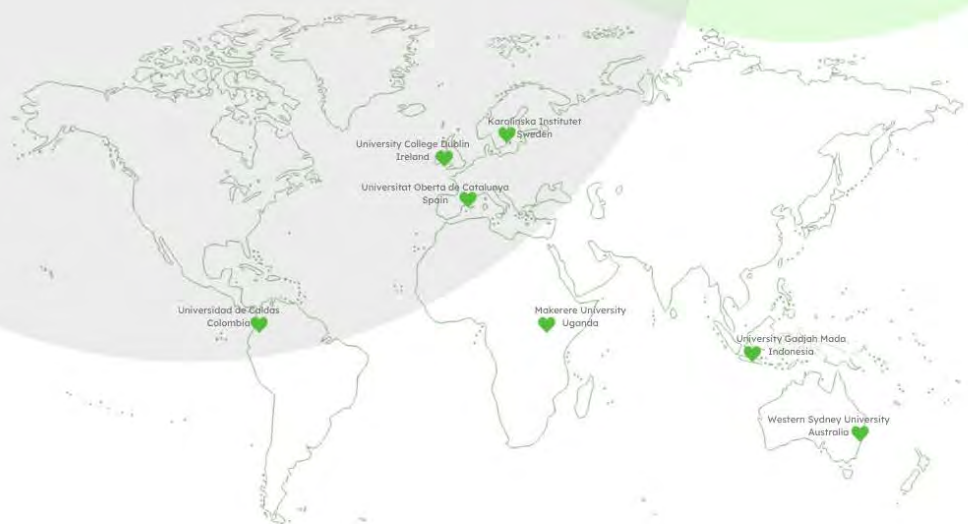 Karolinska Institutet
Sweden
University College Dublin
Ireland
Universitat Oberta de Catalunya
Spain
Universidad de Caldas
Colombia
Makerere University
Uganda
University Gadjah Mada
Indonesia
Western Sydney University
Australia